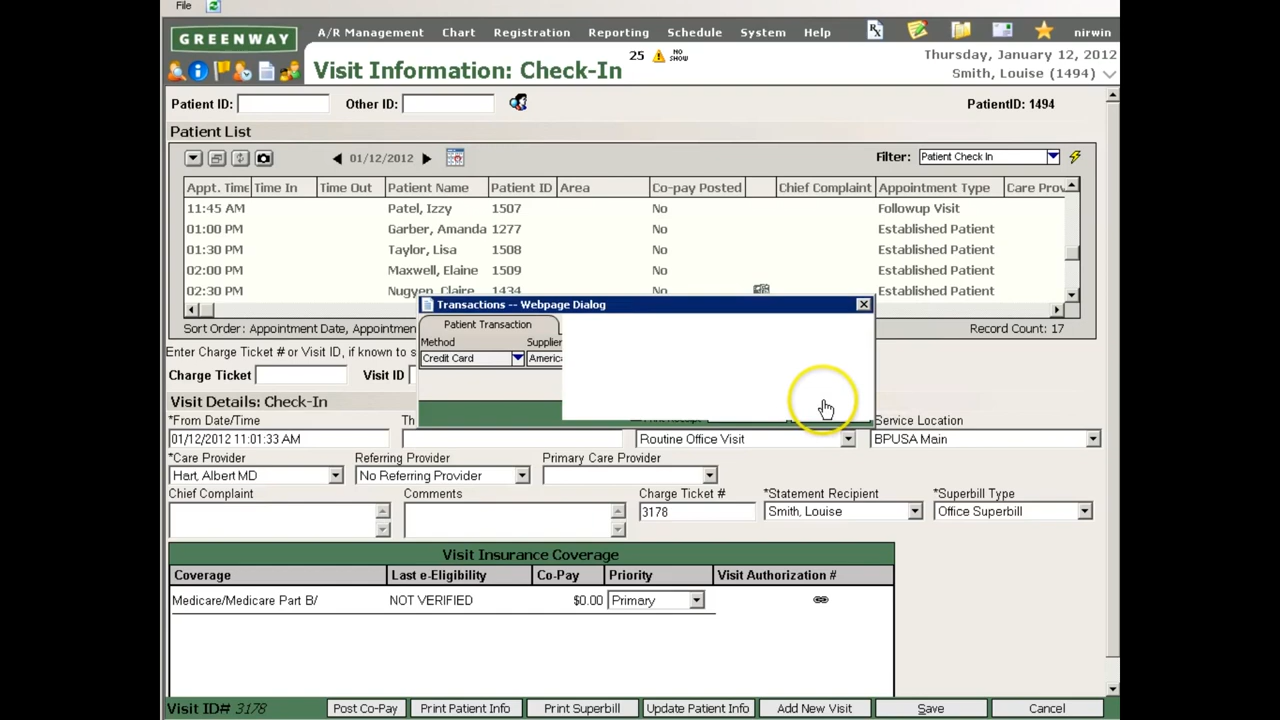 File
GREENWAY
A/R Management Chart Registration Reporting Schedule System Help nirwin
25 NO SHOW
Visit Information: Check-In
Thursday, January 12, 2012
Smith, Louise (1494)
Patient ID: Other ID: PatientID: 1494
Patient List
01/12/2012 Filter: Patient Check In
Appt. Time Time In Time Out Patient Name Patient ID Area Co-pay Posted Chief Complaint Appointment Type Care Prov
11:45 AM Patel, Izzy 1507 No Followup Visit
01:00 PM Garber, Amanda 1277 No Established Patient
01:30 PM Taylor, Lisa 1508 No Established Patient
02:00 PM Maxwell, Elaine 1509 No Established Patient
02:30 PM Nugyen, Claire 1434 No Established Patient
Transactions -- Webpage Dialog
Patient Transaction
Sort Order: Appointment Date, Appointmen Record Count: 17
Method Supplier
Credit Card America
Enter Charge Ticket # or Visit ID, if known to s
Charge Ticket Visit ID
Visit Details: Check-In
*From Date/Time Th Service Location
01/12/2012 11:01:33 AM Routine Office Visit BPUSA Main
*Care Provider Referring Provider Primary Care Provider
Hart, Albert MD No Referring Provider
Chief Complaint Comments Charge Ticket # *Statement Recipient *Superbill Type
3178 Smith, Louise Office Superbill
Visit Insurance Coverage
Coverage Last e-Eligibility Co-Pay Priority Visit Authorization #
Medicare/Medicare Part B/ NOT VERIFIED $0.00 Primary
Visit ID# 3178 Post Co-Pay Print Patient Info Print Superbill Update Patient Info Add New Visit Save Cancel